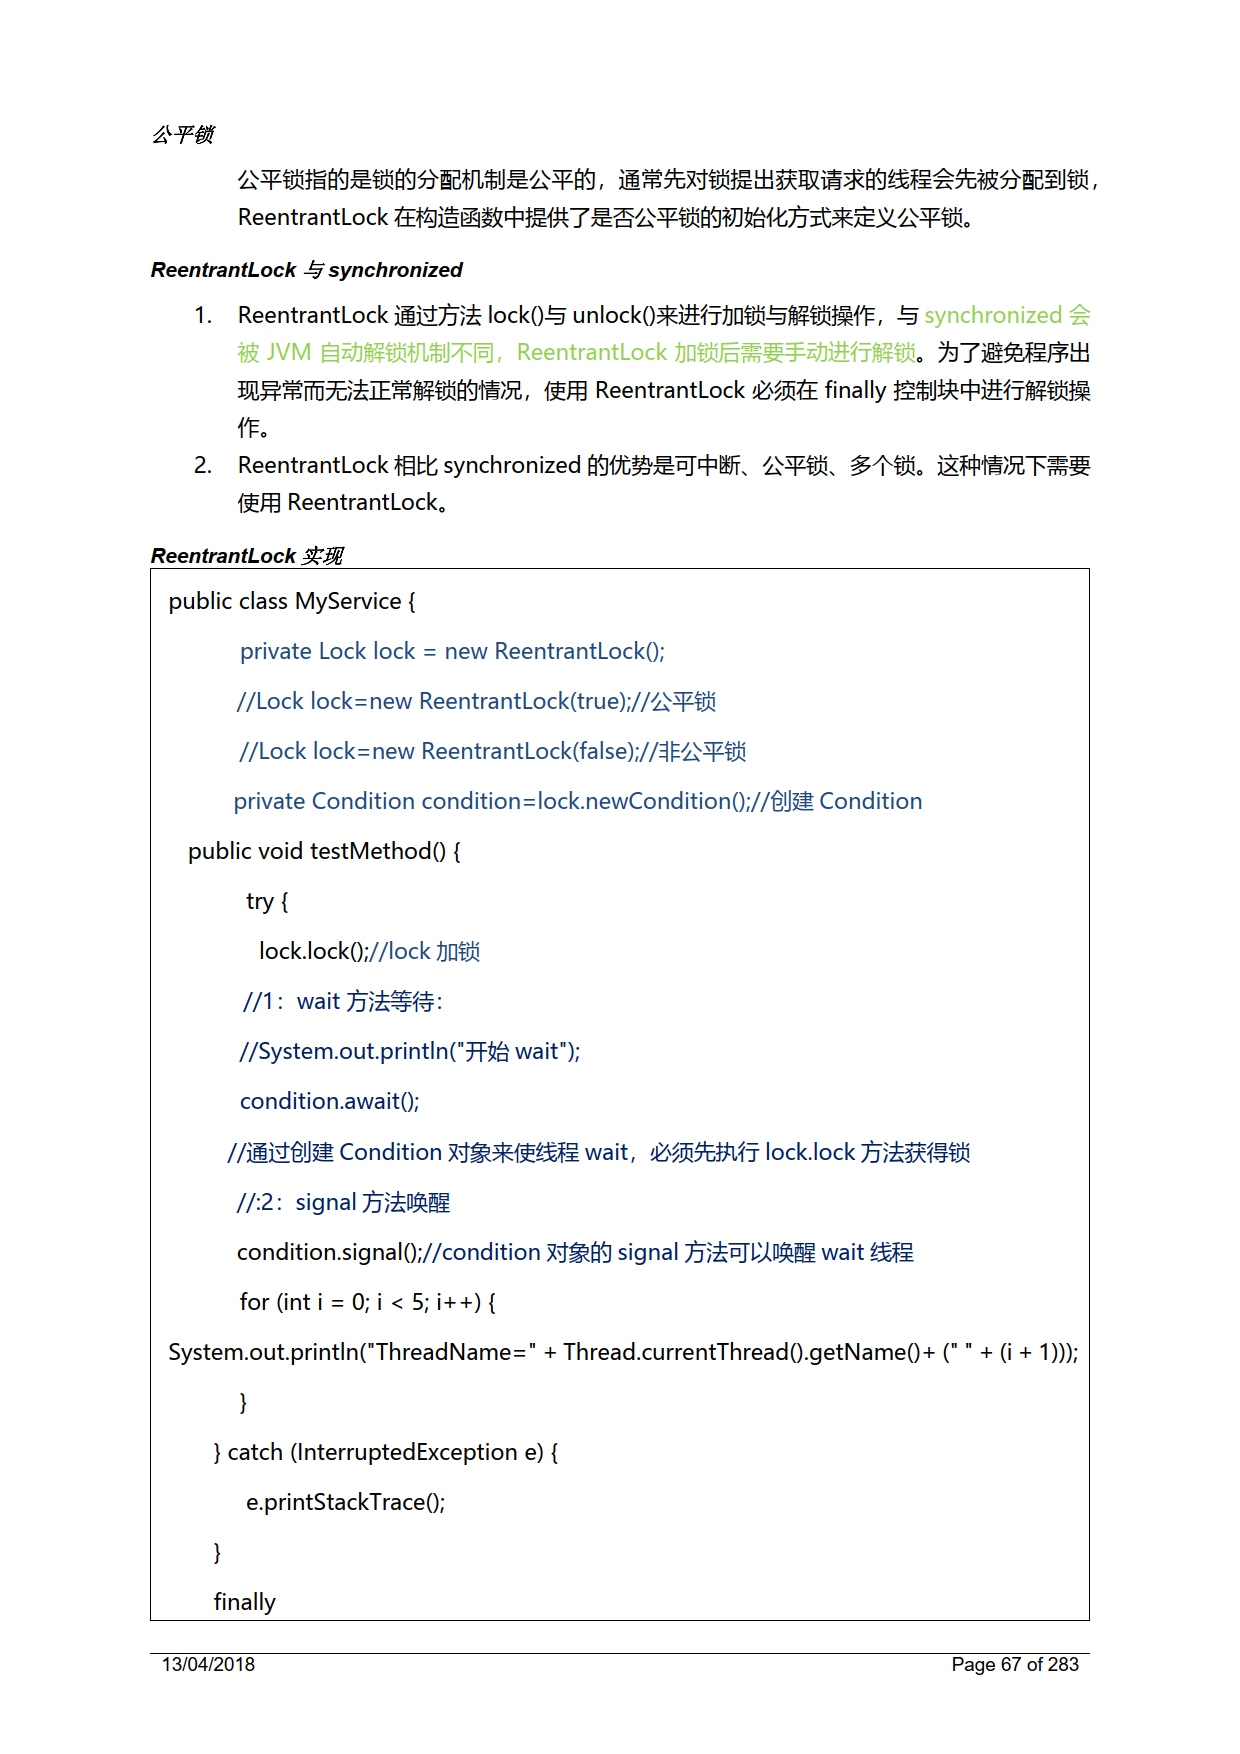 公平锁
公平锁指的是锁的分配机制是公平的，通常先对锁提出获取请求的线程会先被分配到锁，
ReentrantLock 在构造函数中提供了是否公平锁的初始化方式来定义公平锁。
ReentrantLock 与 synchronized
1. ReentrantLock 通过方法 lock()与 unlock()来进行加锁与解锁操作，与 synchronized 会
被 JVM 自动解锁机制不同，ReentrantLock 加锁后需要手动进行解锁。为了避免程序出
现异常而无法正常解锁的情况，使用 ReentrantLock 必须在 finally 控制块中进行解锁操
作。
2. ReentrantLock 相比 synchronized 的优势是可中断、公平锁、多个锁。这种情况下需要
使用 ReentrantLock。
ReentrantLock 实现
public class MyService {
private Lock lock = new ReentrantLock();
//Lock lock=new ReentrantLock(true);//公平锁
//Lock lock=new ReentrantLock(false);//非公平锁
private Condition condition=lock.newCondition();//创建 Condition
public void testMethod() {
try {
lock.lock();//lock 加锁
//1：wait 方法等待：
//System.out.println("开始 wait");
condition.await();
//通过创建 Condition 对象来使线程 wait，必须先执行 lock.lock 方法获得锁
//:2：signal 方法唤醒
condition.signal();//condition 对象的 signal 方法可以唤醒 wait 线程
for (int i = 0; i < 5; i++) {
System.out.println("ThreadName=" + Thread.currentThread().getName()+ (" " + (i + 1)));
}
} catch (InterruptedException e) {
e.printStackTrace();
}
finally
13/04/2018 Page 67 of 283